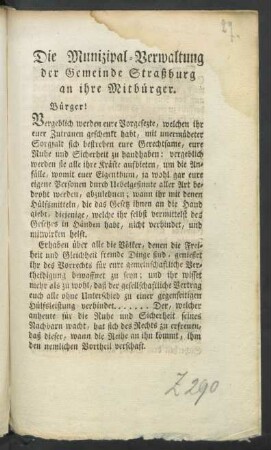 Die Munizipal-Verwaltung
der Gemeinde Straßburg
an ihre Mitbürger.
Bürger!
Vergeblich werden eure Vorgesetzte, welchen ihr
euer Zutrauen geschenkt habt, mit unermüdeter
Sorgfalt sich bestreben eure Gerechtsame, eure
Ruhe und Sicherheit zu handhaben: vergeblich
werden sie alle ihre Kräfte aufbieten, um die An-
fälle, womit euer Eigenthum, ja wohl gar eure
eigene Personen durch Uebelgesinnte aller Art be-
droht werden, abzulehnen; wann ihr mit denen
Hülfsmitteln, die das Gesetz ihnen an die Hand
giebt, diejenige, welche ihr selbst vermittelst des
Gesetzes in Händen habt, nicht verbindet, und
mitwirken helft.
Erhaben über alle die Völker, denen die Frei-
heit und Gleichheit fremde Dinge sind, genießet
ihr des Vorrechts für eure gemeinschaftliche Ver-
theidigung bewaffnet zu seyn; und ihr wisset
mehr als zu wohl, daß der gesellschaftliche Vertrag
euch alle ohne Unterschied zu einer gegenseitigen
Hülfsleistung verbindet. . . . . . . Der, welcher
anheute für die Ruhe und Sicherheit seines
Nachbarn wacht, hat sich des Rechts zu erfreuen,
daß dieser, wann die Reihe an ihn kommt, ihm
den nemlichen Vortheil verschaft.
Z 290